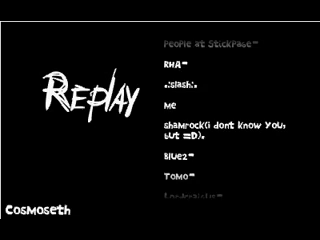 People at StickPage-
RHA-
.:slash:.
Me
Shamrock(i dont know you,
but =D).
Blue2-
Tomo-
Replay
Cosmoseth